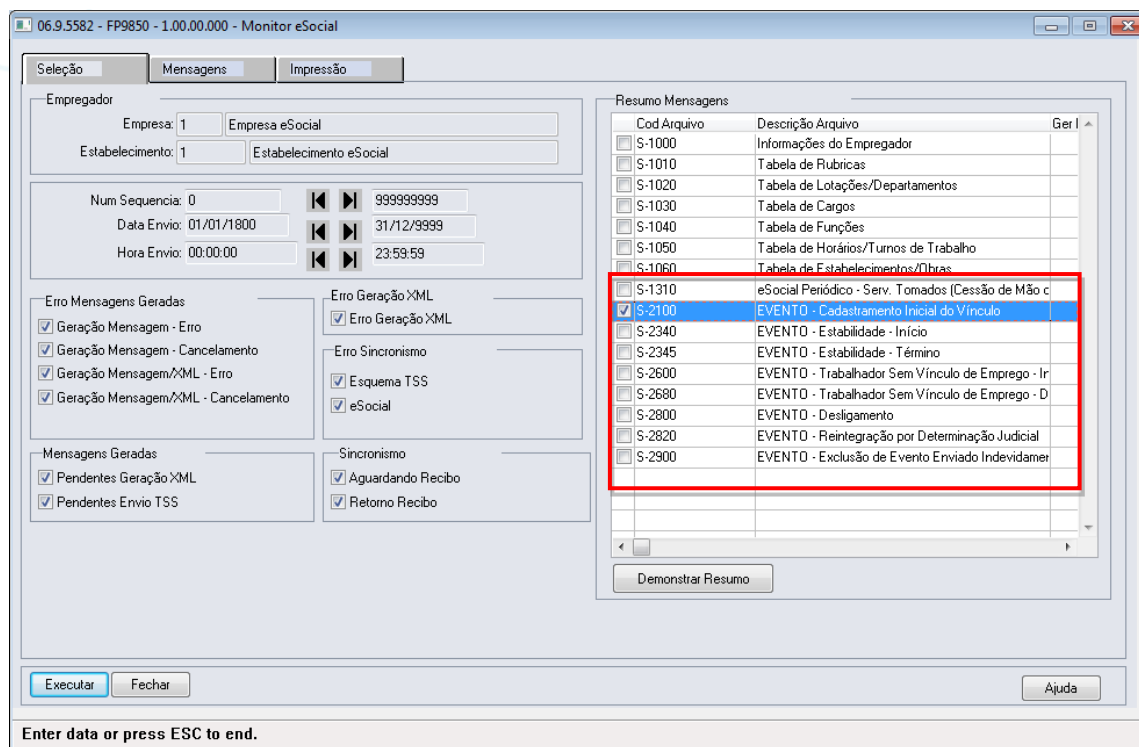 06.9.5582 - FP9850 - 1.00.00.000 - Monitor eSocial
Seleção Mensagens Impressão
Empregador
Empresa: 1 Empresa eSocial
Estabelecimento: 1 Estabelecimento eSocial
Num Sequencia: 0 999999999
Data Envio: 01/01/1800 31/12/9999
Hora Envio: 00:00:00 23:59:59
Erro Mensagens Geradas
Geração Mensagem - Erro
Geração Mensagem - Cancelamento
Geração Mensagem/XML - Erro
Geração Mensagem/XML - Cancelamento
Erro Geração XML
Erro Geração XML
Erro Sincronismo
Esquema TSS
eSocial
Mensagens Geradas
Pendentes Geração XML
Pendentes Envio TSS
Sincronismo
Aguardando Recibo
Retorno Recibo
Resumo Mensagens
Cod Arquivo Descrição Arquivo Ger I
S-1000 Informações do Empregador
S-1010 Tabela de Rubricas
S-1020 Tabela de Lotações/Departamentos
S-1030 Tabela de Cargos
S-1040 Tabela de Funções
S-1050 Tabela de Horários/Turnos de Trabalho
S-1060 Tabela de Estabelecimentos/Obras
S-1310 eSocial Periódico - Serv. Tomados (Cessão de Mão c
S-2100 EVENTO - Cadastramento Inicial do Vínculo
S-2340 EVENTO - Estabilidade - Início
S-2345 EVENTO - Estabilidade - Término
S-2600 EVENTO - Trabalhador Sem Vínculo de Emprego - Ir
S-2680 EVENTO - Trabalhador Sem Vínculo de Emprego - D
S-2800 EVENTO - Desligamento
S-2820 EVENTO - Reintegração por Determinação Judicial
S-2900 EVENTO - Exclusão de Evento Enviado Indevidamer
Demonstrar Resumo
Executar Fechar Ajuda
Enter data or press ESC to end.